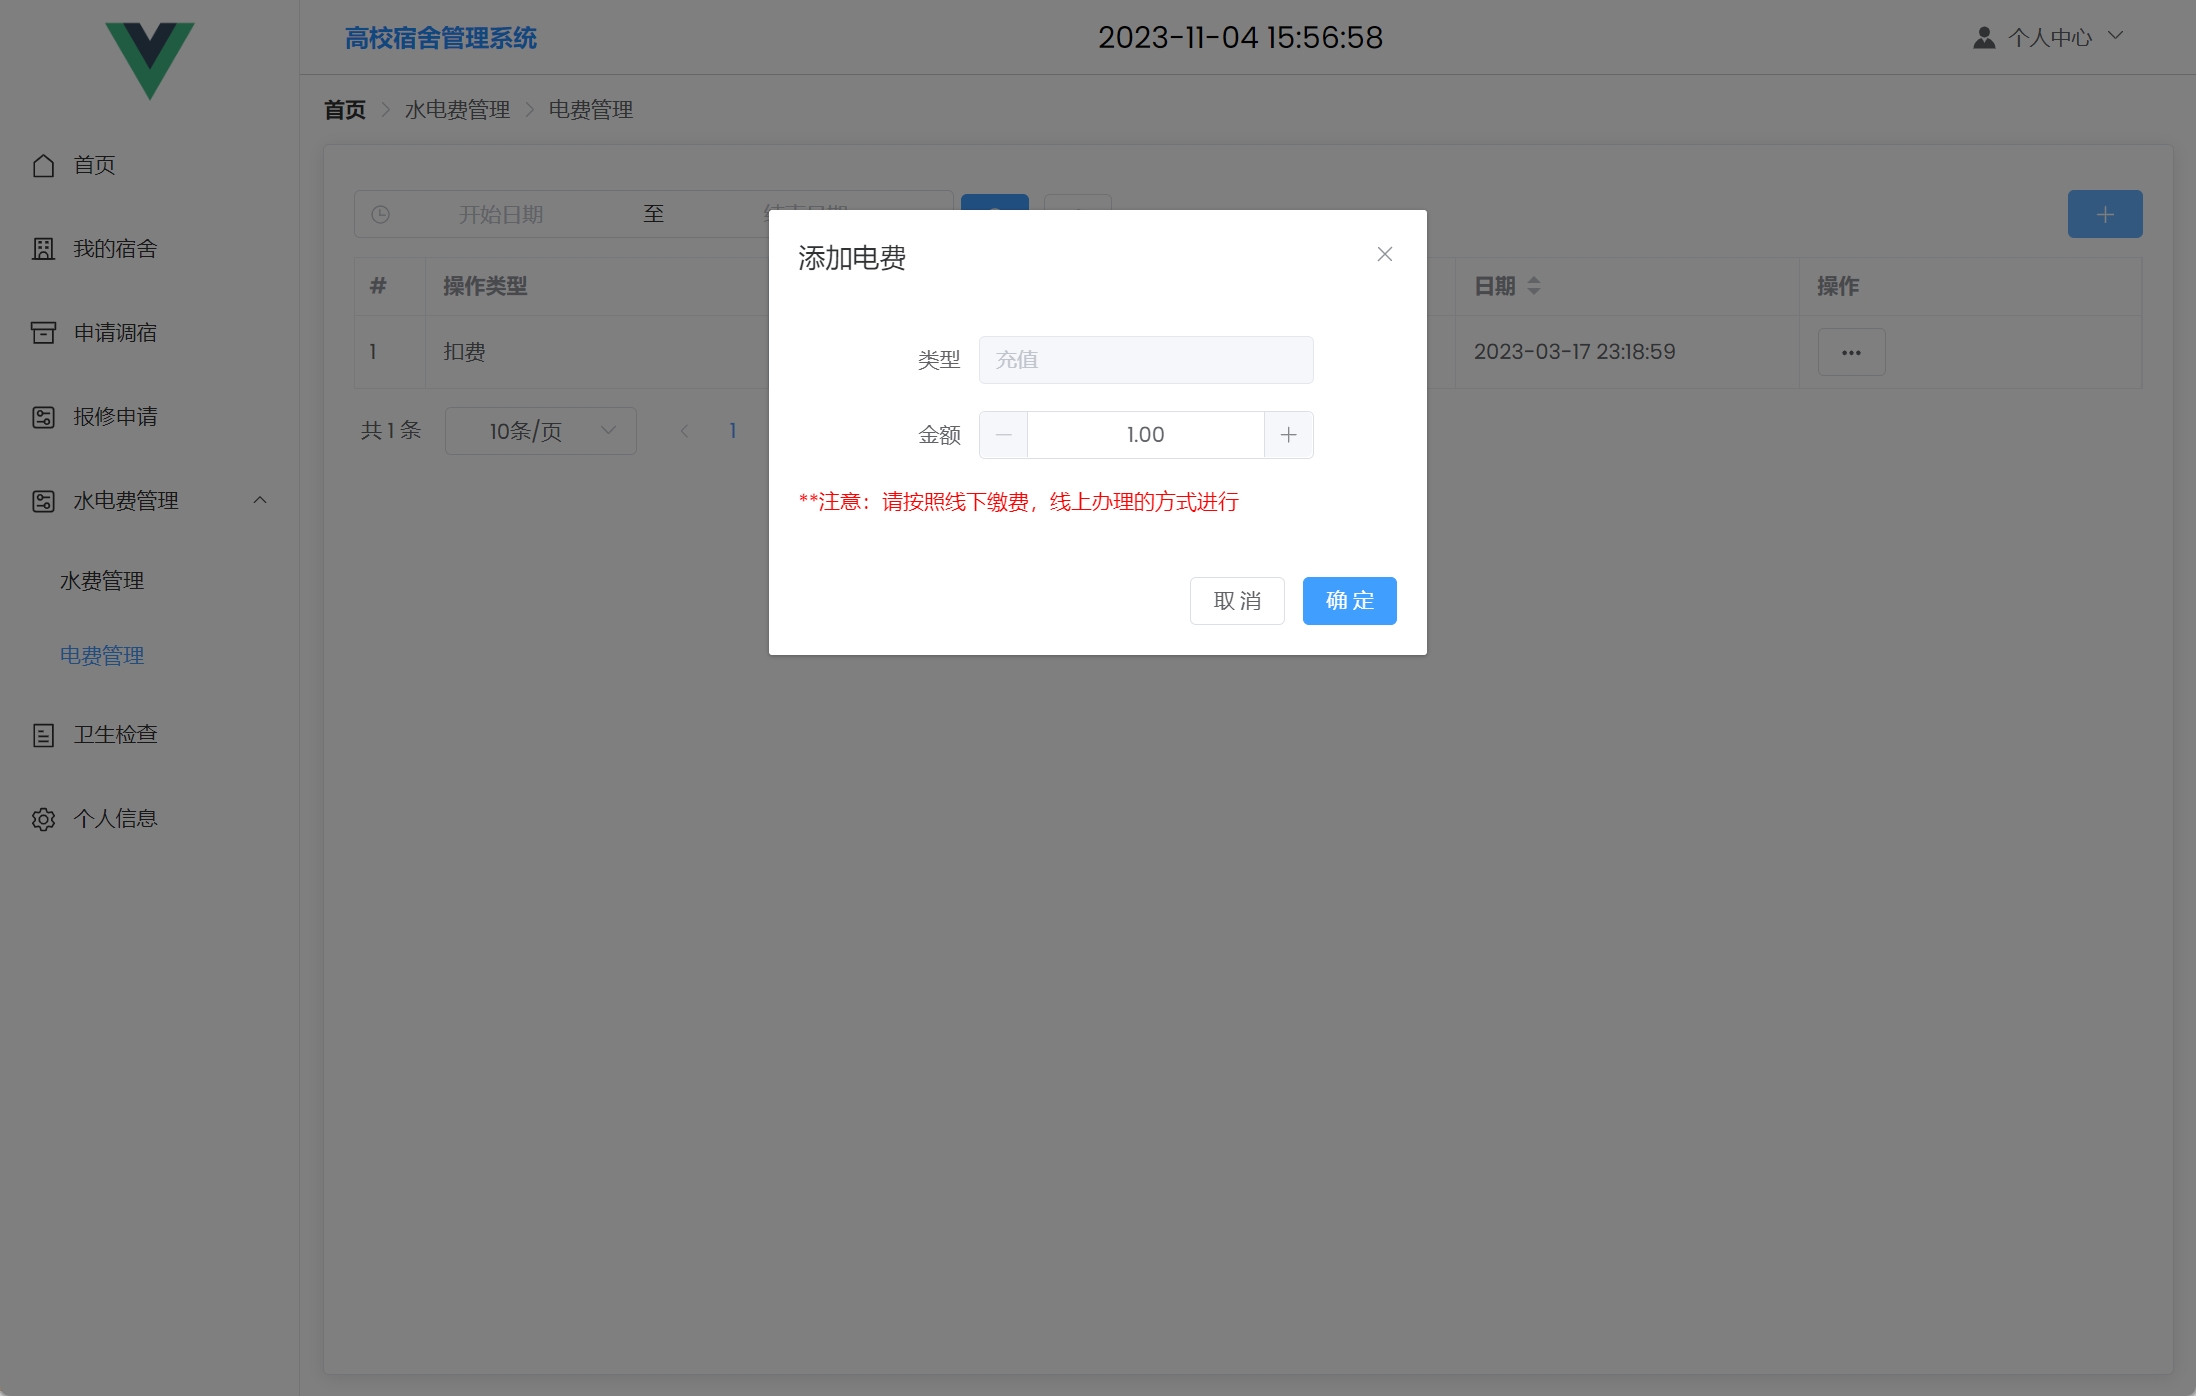 高校宿舍管理系统
2023-11-04 15:56:58
个人中心
首页
水电费管理
电费管理
首页
我的宿舍
申请调宿
报修申请
水电费管理
水费管理
电费管理
卫生检查
个人信息
开始日期 至
# 操作类型 日期 操作
1 扣费 2023-03-17 23:18:59
共 1 条 10条/页 1
添加电费
类型 充值
金额 1.00
**注意：请按照线下缴费，线上办理的方式进行
取 消 确 定